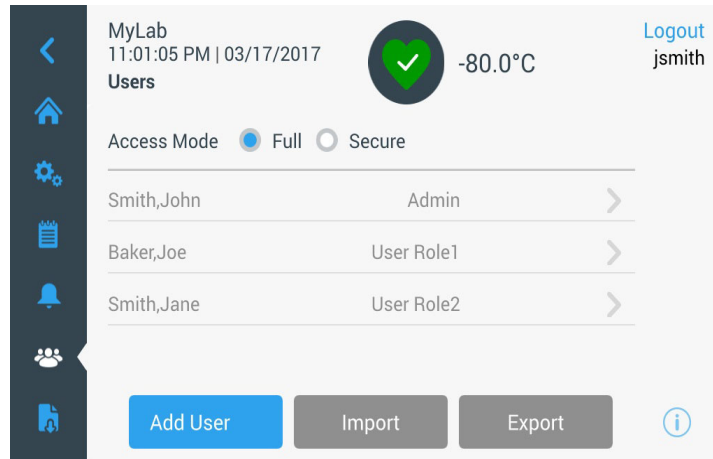 MyLab
11:01:05 PM | 03/17/2017
Users
-80.0°C
Logout
jsmith
Access Mode Full Secure
Smith,John Admin
Baker,Joe User Role1
Smith,Jane User Role2
Add User Import Export
i